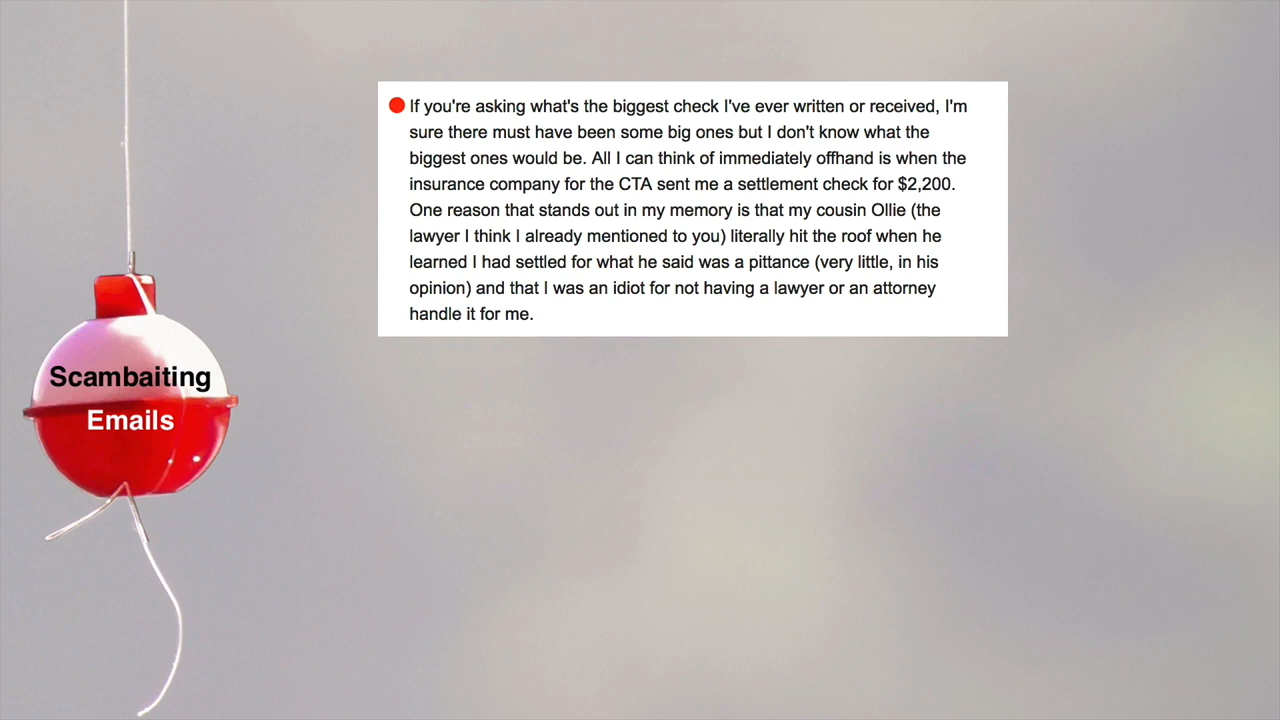 Scambaiting
Emails
If you're asking what's the biggest check I've ever written or received, I'm
sure there must have been some big ones but I don't know what the
biggest ones would be. All I can think of immediately offhand is when the
insurance company for the CTA sent me a settlement check for $2,200.
One reason that stands out in my memory is that my cousin Ollie (the
lawyer I think I already mentioned to you) literally hit the roof when he
learned I had settled for what he said was a pittance (very little, in his
opinion) and that I was an idiot for not having a lawyer or an attorney
handle it for me.